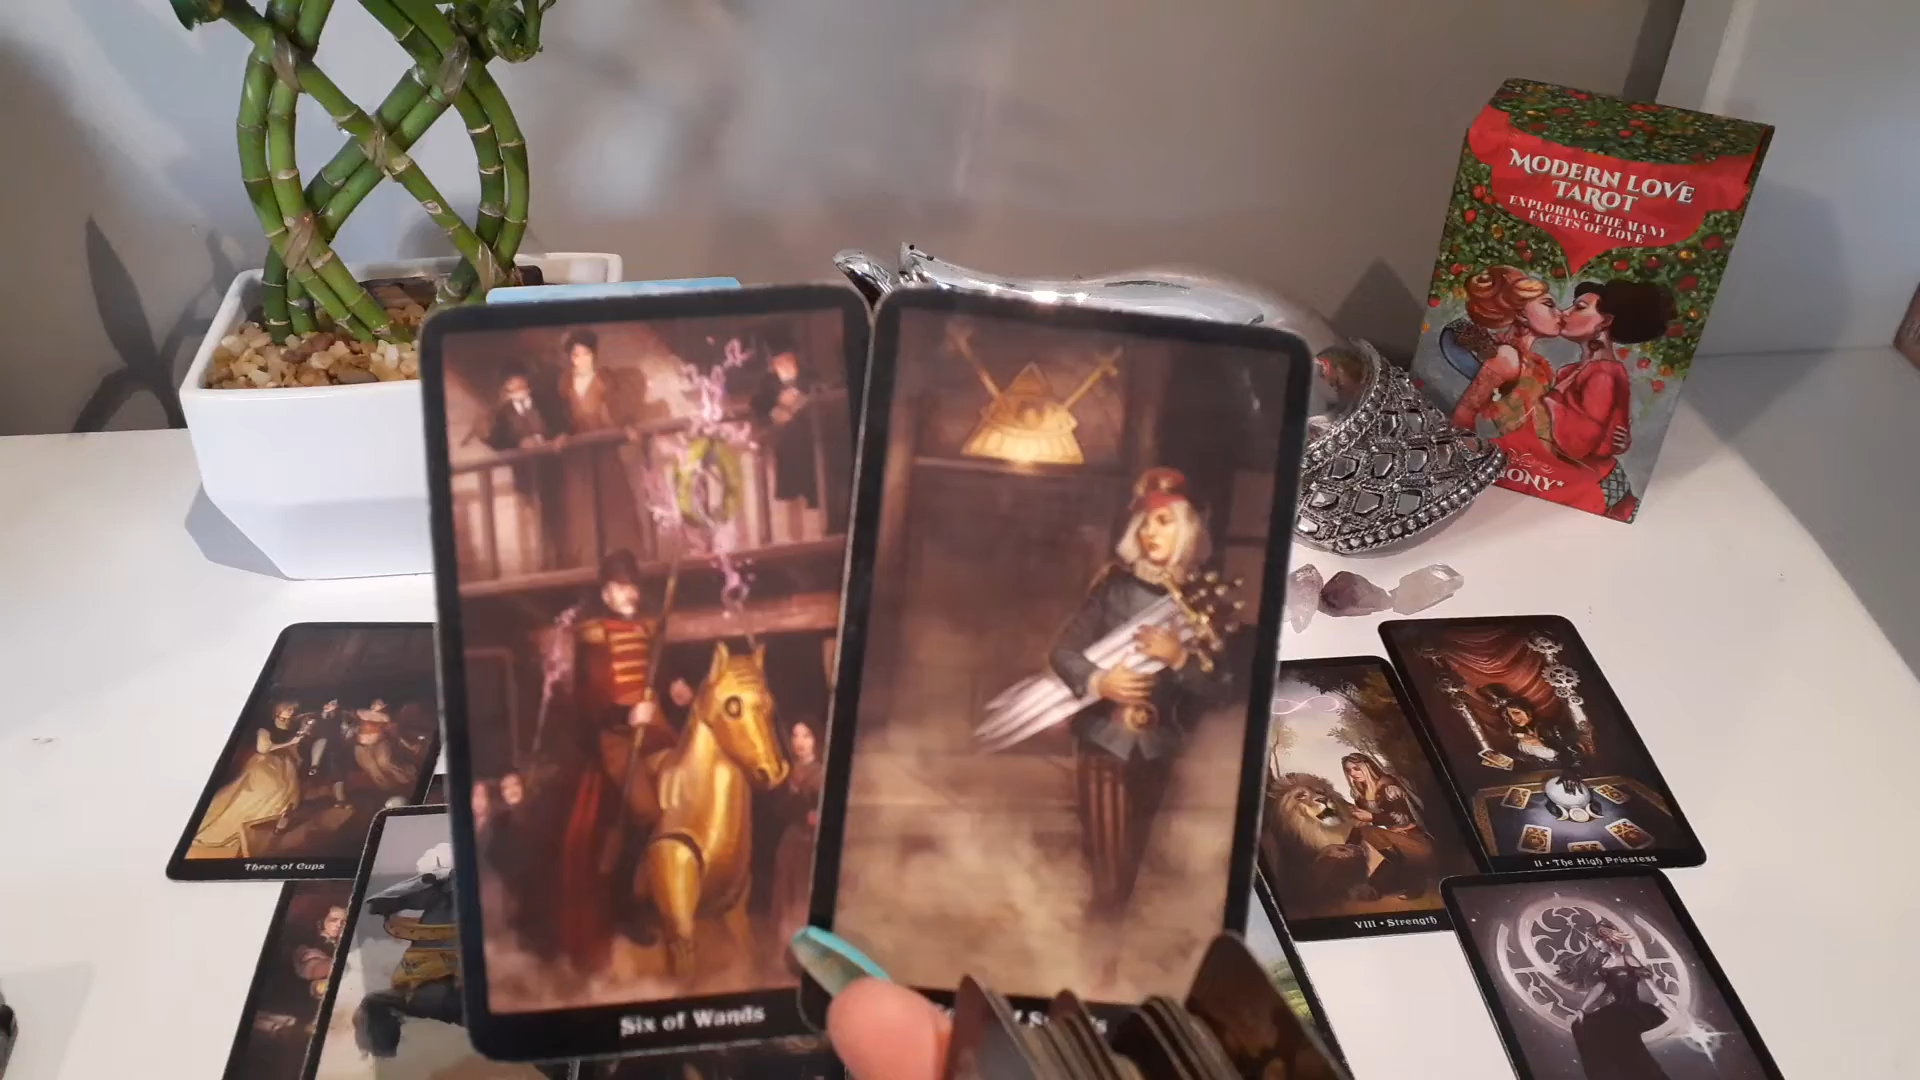 MODERN LOVE
TAROT
EXPLORING THE MANY
FACETS OF LOVE
Three of Cups
Six of Wands
VIII • Strength
II • The High Priestess